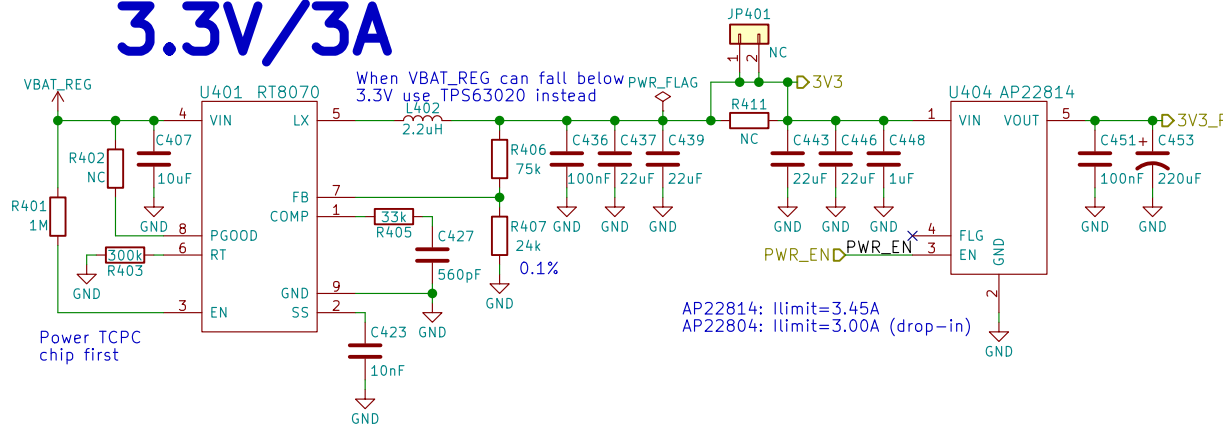 3.3V/3A
JP401
NC
1
2
When VBAT_REG can fall below
3.3V use TPS63020 instead
VBAT_REG
PWR_FLAG
3V3
U401
RT8070
L402
2.2uH
R411
NC
U404
AP22814
4
VIN
LX
5
1
VIN
VOUT
5
3V3_
R402
NC
C407
10uF
GND
R406
75k
C436
100nF
GND
C437
22uF
GND
C439
22uF
GND
C443
22uF
GND
C446
22uF
GND
C448
1uF
GND
C451
100nF
GND
C453
+
220uF
GND
R401
1M
FB
7
COMP
1
33k
R405
R407
24k
0.1%
GND
8
PGOOD
6
RT
300k
R403
GND
C427
560pF
4
FLG
PWR_EN
PWR_EN
3
EN
GND
2
GND
GND
9
GND
3
EN
SS
2
Power TCPC
chip first
C423
10nF
GND
AP22814: Ilimit=3.45A
AP22804: Ilimit=3.00A (drop-in)